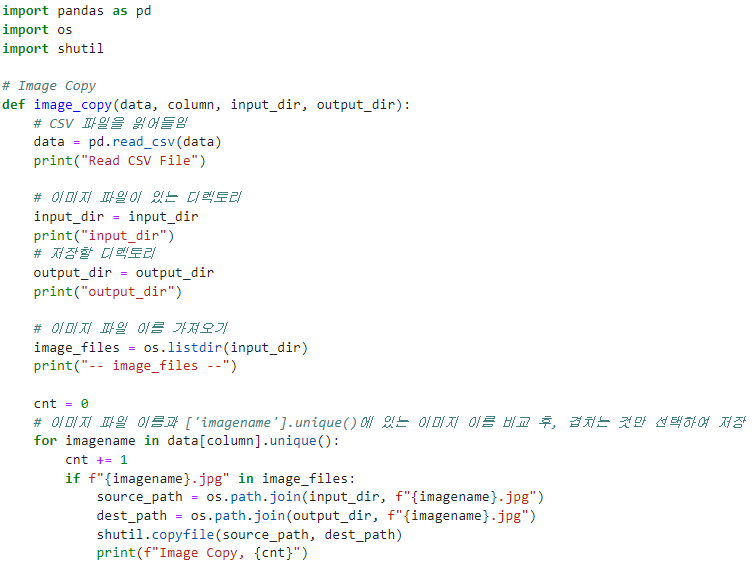 import pandas as pd
import os
import shutil
# Image Copy
def image_copy(data, column, input_dir, output_dir):
    # CSV 파일을 읽어들임
    data = pd.read_csv(data)
    print("Read CSV File")
    # 이미지 파일이 있는 디렉토리
    input_dir = input_dir
    print("input_dir")
    # 저장할 디렉토리
    output_dir = output_dir
    print("output_dir")
    # 이미지 파일 이름 가져오기
    image_files = os.listdir(input_dir)
    print("-- image_files --")
    cnt = 0
    # 이미지 파일 이름과 ['imagename'].unique()에 있는 이미지 이름 비교 후, 겹치는 것만 선택하여 저장
    for imagename in data[column].unique():
        cnt += 1
        if f"{imagename}.jpg" in image_files:
            source_path = os.path.join(input_dir, f"{imagename}.jpg")
            dest_path = os.path.join(output_dir, f"{imagename}.jpg")
            shutil.copyfile(source_path, dest_path)
            print(f"Image Copy, {cnt}")